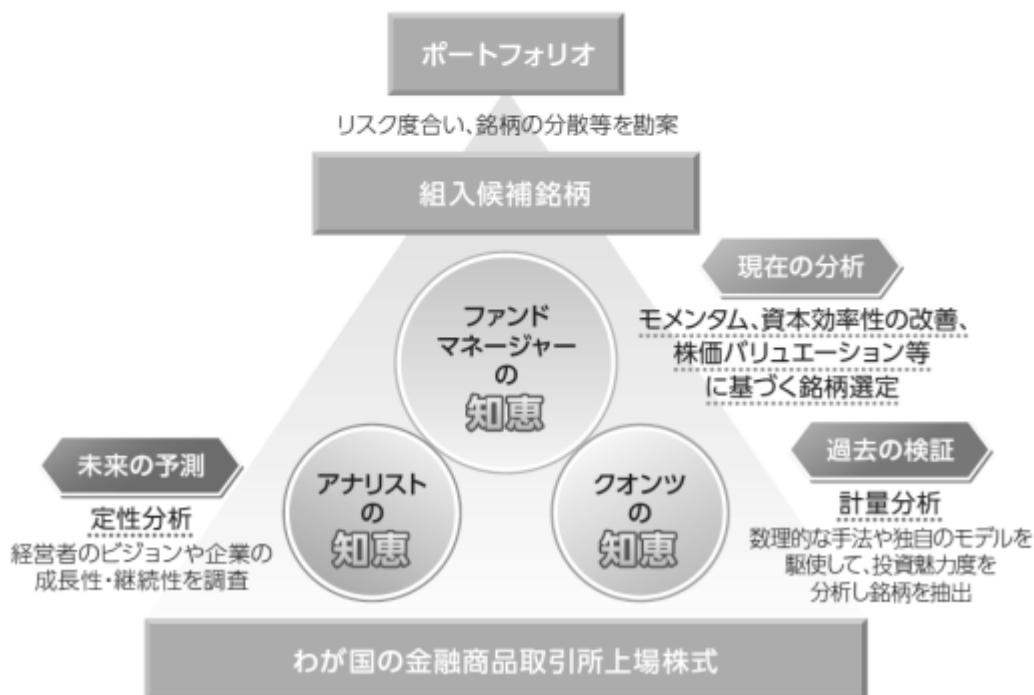 ポートフォリオ
リスク度合い、銘柄の分散等を勘案
組入候補銘柄
現在の分析
モメンタム、資本効率性の改善、
株価バリュエーション等
に基づく銘柄選定
ファンド
マネージャー
の
知恵
未来の予測
定性分析
経営者のビジョンや企業の
成長性・継続性を調査
アナリスト
の
知恵
クオンツ
の
知恵
過去の検証
計量分析
数理的な手法や独自のモデルを
駆使して、投資魅力度を
分析し銘柄を抽出
わが国の金融商品取引所上場株式